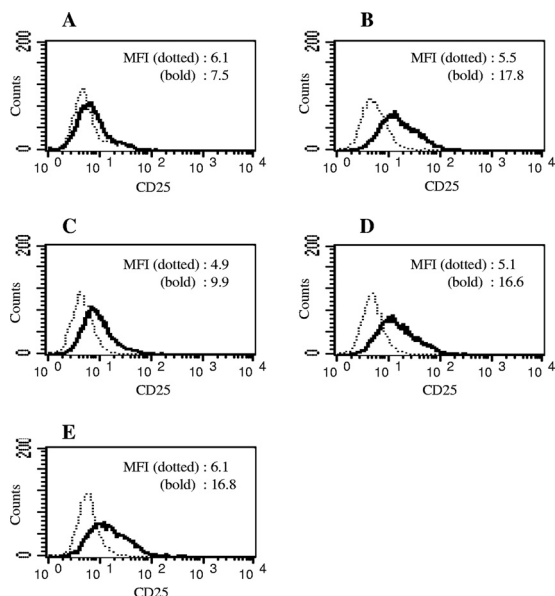 A
200
Counts
0
MFI (dotted) : 6.1
(bold) : 7.5
10 0 10 1 10 2 10 3 10 4
CD25
B
200
Counts
0
MFI (dotted) : 5.5
(bold) : 17.8
10 0 10 1 10 2 10 3 10 4
CD25
C
200
Counts
0
MFI (dotted) : 4.9
(bold) : 9.9
10 0 10 1 10 2 10 3 10 4
CD25
D
200
Counts
0
MFI (dotted) : 5.1
(bold) : 16.6
10 0 10 1 10 2 10 3 10 4
CD25
E
200
Counts
0
MFI (dotted) : 6.1
(bold) : 16.8
10 0 10 1 10 2 10 3 10 4
CD25